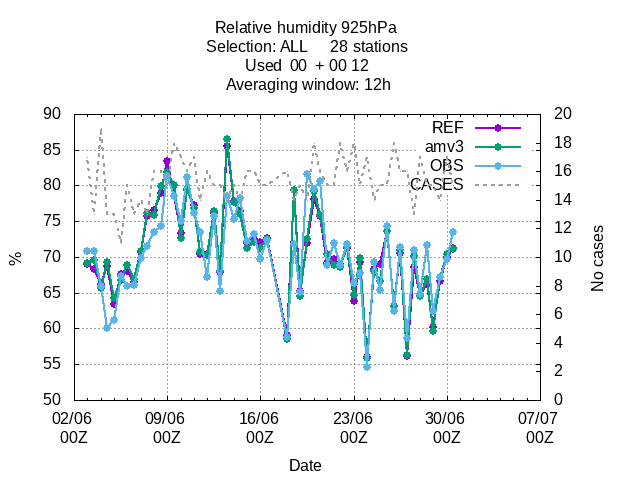 Relative humidity 925hPa
Selection: ALL 28 stations
Used 00 + 00 12
Averaging window: 12h
90 20
REF 18
85
amv3 16
OBS
80 CASES
14
75 12
% 70 10 No cases
65 8
6
60
4
55
2
50 0
02/06 09/06 16/06 23/06 30/06 07/07
00Z 00Z 00Z 00Z 00Z 00Z
Date